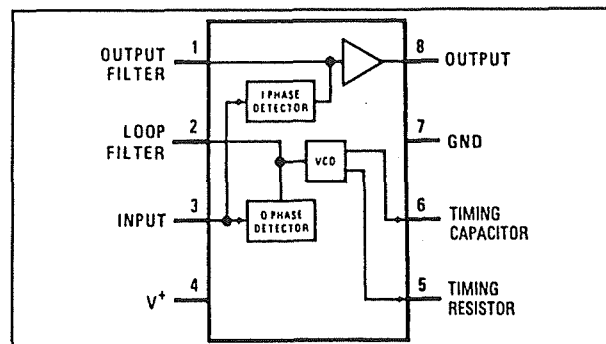 OUTPUT
FILTER
1
I PHASE
DETECTOR
8
OUTPUT
LOOP
FILTER
2
7
GND
VCO
INPUT
3
Q PHASE
DETECTOR
6
TIMING
CAPACITOR
V+
4
5
TIMING
RESISTOR